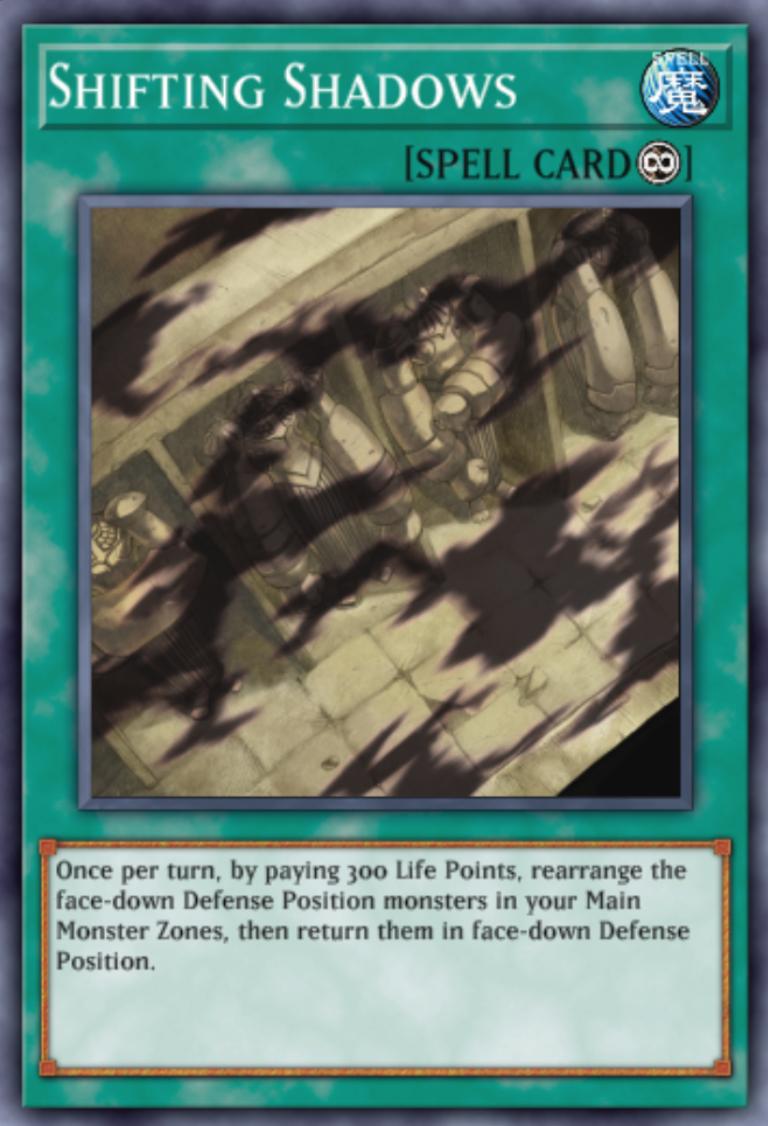 Shifting Shadows
SPELL
魔
[SPELL CARD∞]
Once per turn, by paying 300 Life Points, rearrange the
face-down Defense Position monsters in your Main
Monster Zones, then return them in face-down Defense
Position.